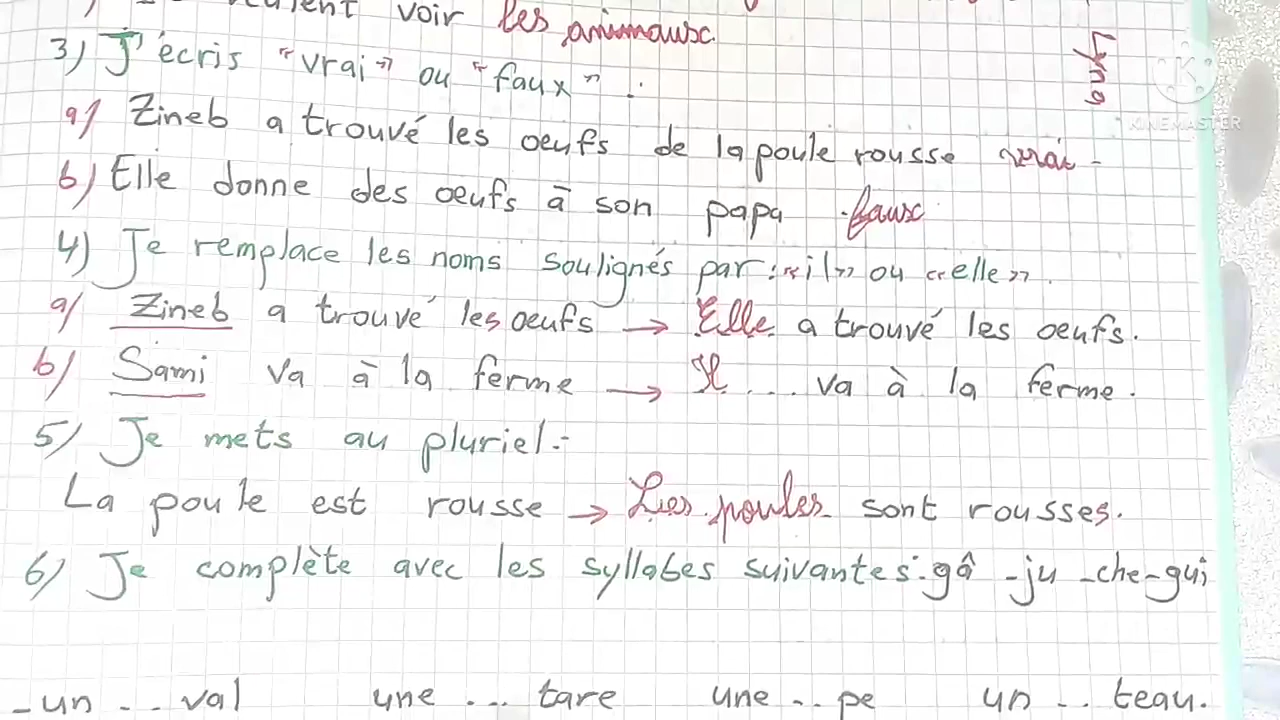 voir les animaux.
3) J'écris "vrai" ou "faux" :
a) Zineb a trouvé les oeufs de la poule rousse vrai -
b) Elle donne des oeufs à son papa .faux
4) Je remplace les noms soulignés par : «il» ou «elle».
a) Zineb a trouvé les oeufs → Elle a trouvé les oeufs.
b) Sami va à la ferme → Il ... va à la ferme.
5) Je mets au pluriel :-
La poule est rousse → Les poules sont rousses.
6) Je complète avec les syllabes suivantes : gâ -ju -che -gui
- un ... val une ... tare une ... pe un ... teau.
KINEMASTER